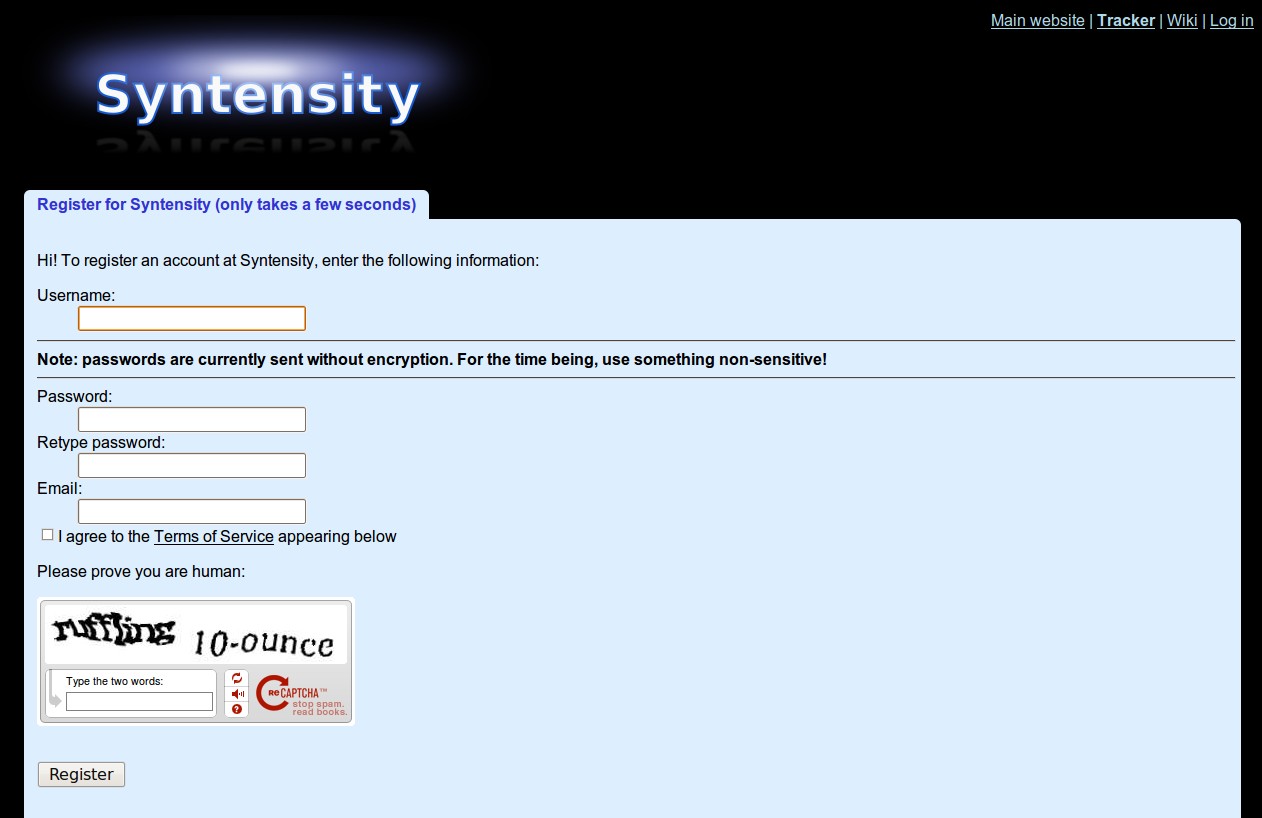 Main website | Tracker | Wiki | Log in
Syntensity
Register for Syntensity (only takes a few seconds)
Hi! To register an account at Syntensity, enter the following information:
Username:
Note: passwords are currently sent without encryption. For the time being, use something non-sensitive!
Password:
Retype password:
Email:
I agree to the Terms of Service appearing below
Please prove you are human:
ruffling 10-ounce
Type the two words:
reCAPTCHA™
stop spam.
read books.
Register